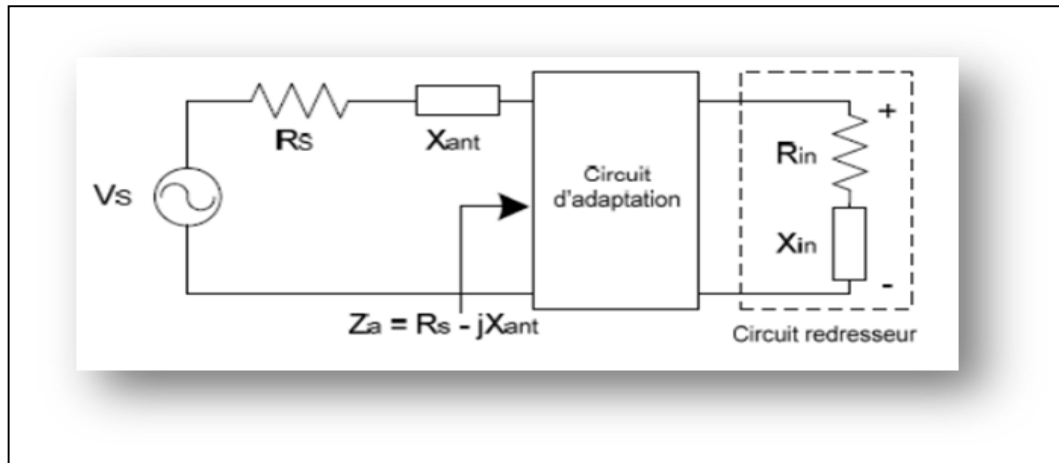 Rs
Xant
Vs
Circuit
d'adaptation
Rin
+
Xin
-
Za = Rs - jXant
Circuit redresseur